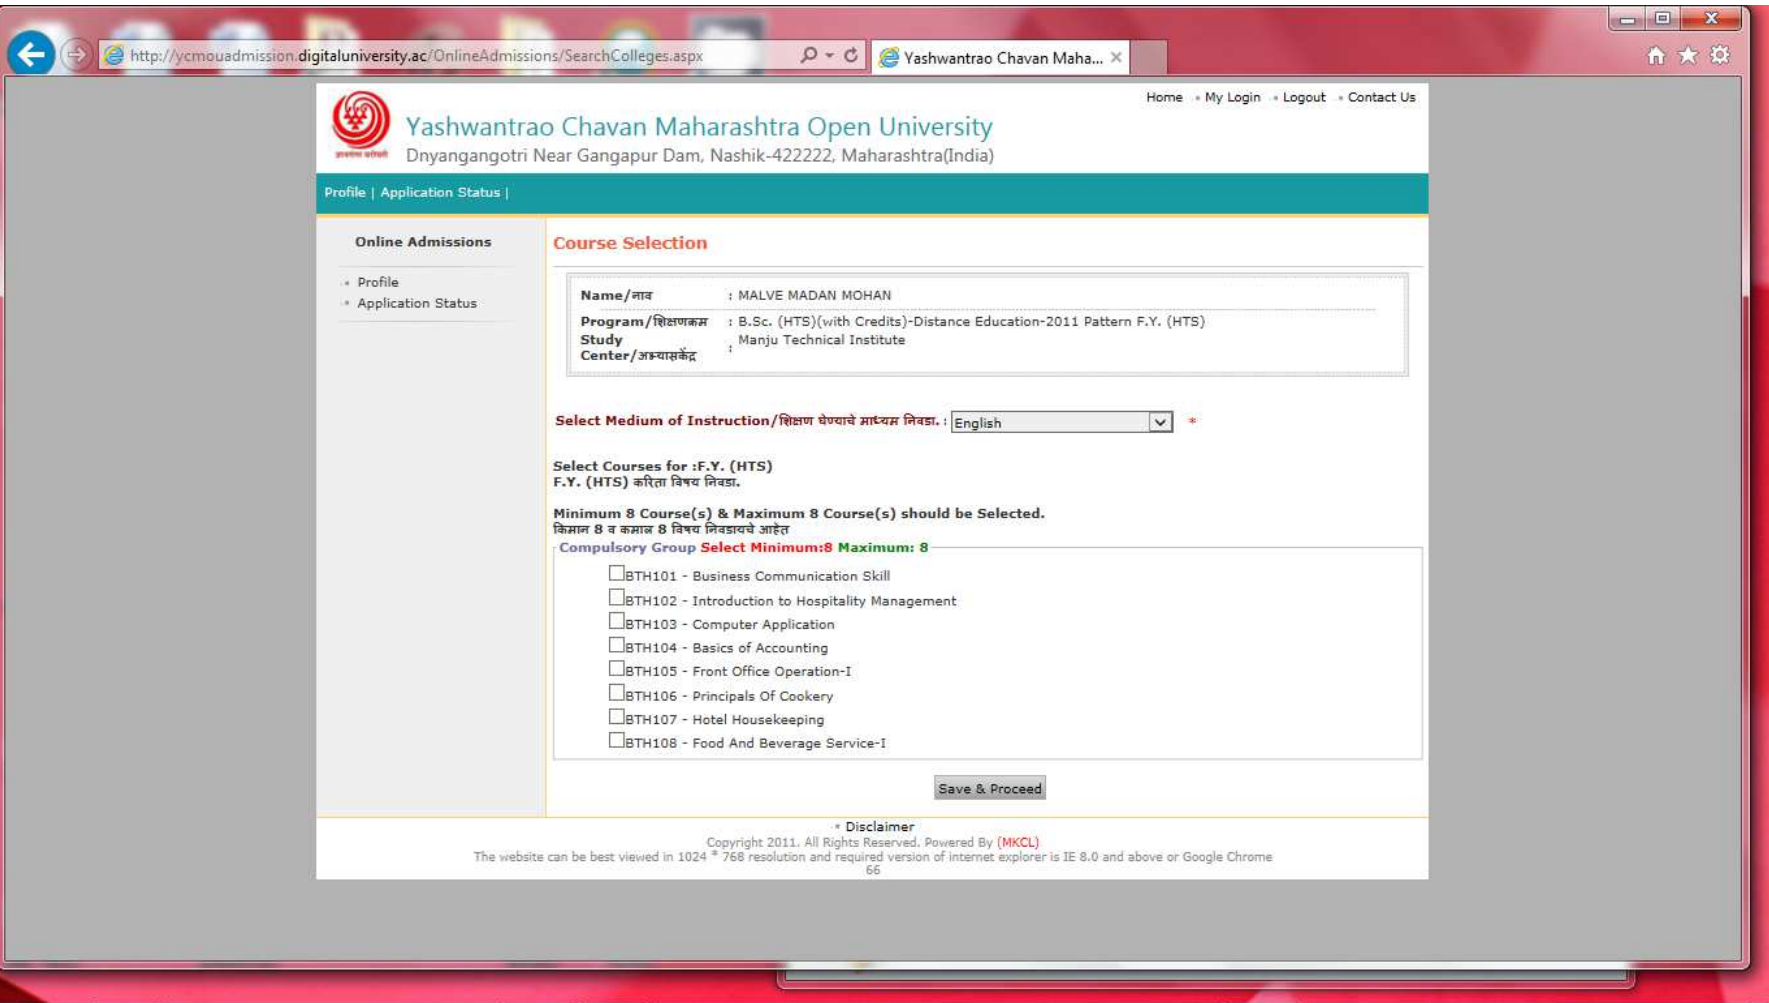 http://ycmouadmission.digitaluniversity.ac/OnlineAdmissions/SearchColleges.aspx
Yashwantrao Chavan Maha...
Home My Login Logout Contact Us
Yashwantrao Chavan Maharashtra Open University
Dnyangangotri Near Gangapur Dam, Nashik-422222, Maharashtra(India)
Profile | Application Status |
Online Admissions
Profile
Application Status
Course Selection
Name/नाव : MALVE MADAN MOHAN
Program/शिक्षणक्रम : B.Sc. (HTS)(with Credits)-Distance Education-2011 Pattern F.Y. (HTS)
Study Center/अभ्यासकेंद्र : Manju Technical Institute
Select Medium of Instruction/शिक्षण घेण्याचे माध्यम निवडा. : English *
Select Courses for :F.Y. (HTS)
F.Y. (HTS) करिता विषय निवडा.
Minimum 8 Course(s) & Maximum 8 Course(s) should be Selected.
किमान 8 व कमाल 8 विषय निवडायचे आहेत
Compulsory Group Select Minimum:8 Maximum: 8
BTH101 - Business Communication Skill
BTH102 - Introduction to Hospitality Management
BTH103 - Computer Application
BTH104 - Basics of Accounting
BTH105 - Front Office Operation-I
BTH106 - Principals Of Cookery
BTH107 - Hotel Housekeeping
BTH108 - Food And Beverage Service-I
Save & Proceed
Disclaimer
Copyright 2011. All Rights Reserved. Powered By (MKCL)
The website can be best viewed in 1024 * 768 resolution and required version of internet explorer is IE 8.0 and above or Google Chrome
66